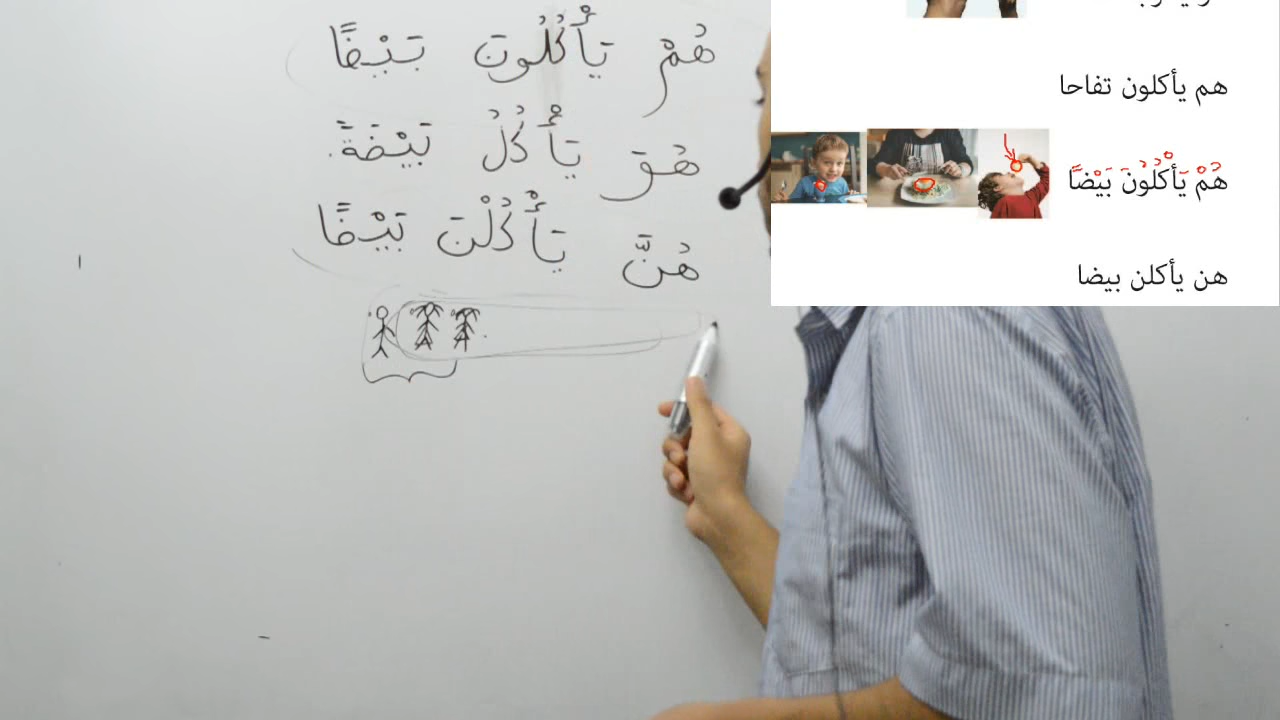 هُمْ يَأْكُلُونَ بَيْضًا
هُوَ يَأْكُلُ بَيْضَةً.
هُنَّ يَأْكُلْنَ بَيْضًا
هم يأكلون تفاحا
هُمْ يَأْكُلُونَ بَيْضًا
هن يأكلن بيضا